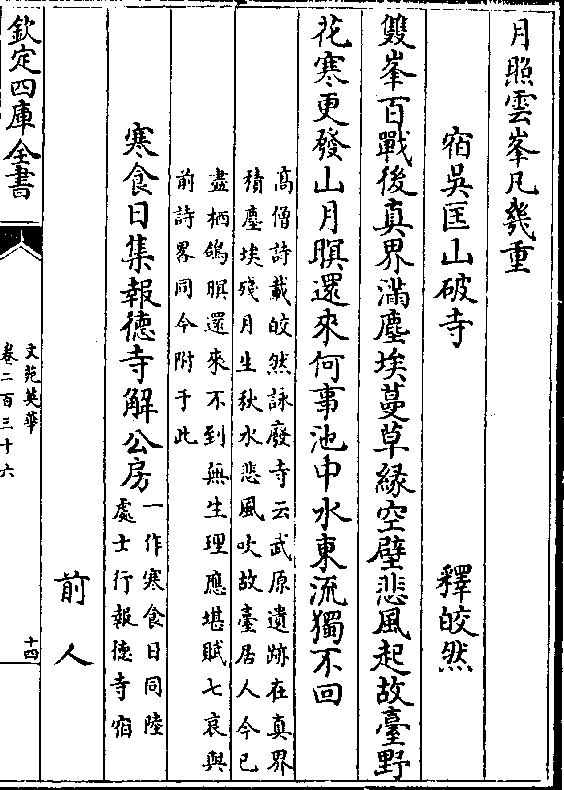 月照雲峯凡幾重
宿吳匡山破寺　釋皎然
雙峯百戰後真界滿塵埃蔓草緣空壁悲風起故臺野
花寒更發山月暝還來何事池中水東流獨不回
高僧詩載皎然詠廢寺云武原遺跡在真界
積塵埃殘月生秋水悲風吹故臺居人今已
盡栖鴿暝還來不到無生理應堪賦七哀與
前詩畧同今附于此
寒食日集報德寺解公房
一作寒食日同陸
處士行報德寺宿
前人
欽定四庫全書
文苑英華
卷二百三十六
十四